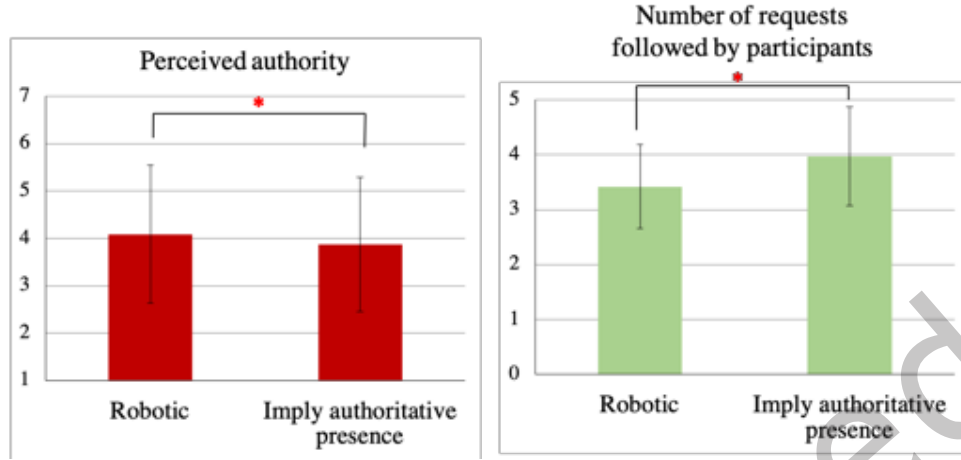 Perceived authority
7
6
5
4
3
2
1
*
Robotic
Imply authoritative
presence
Number of requests
followed by participants
5
4
3
2
1
0
*
Robotic
Imply authoritative
presence